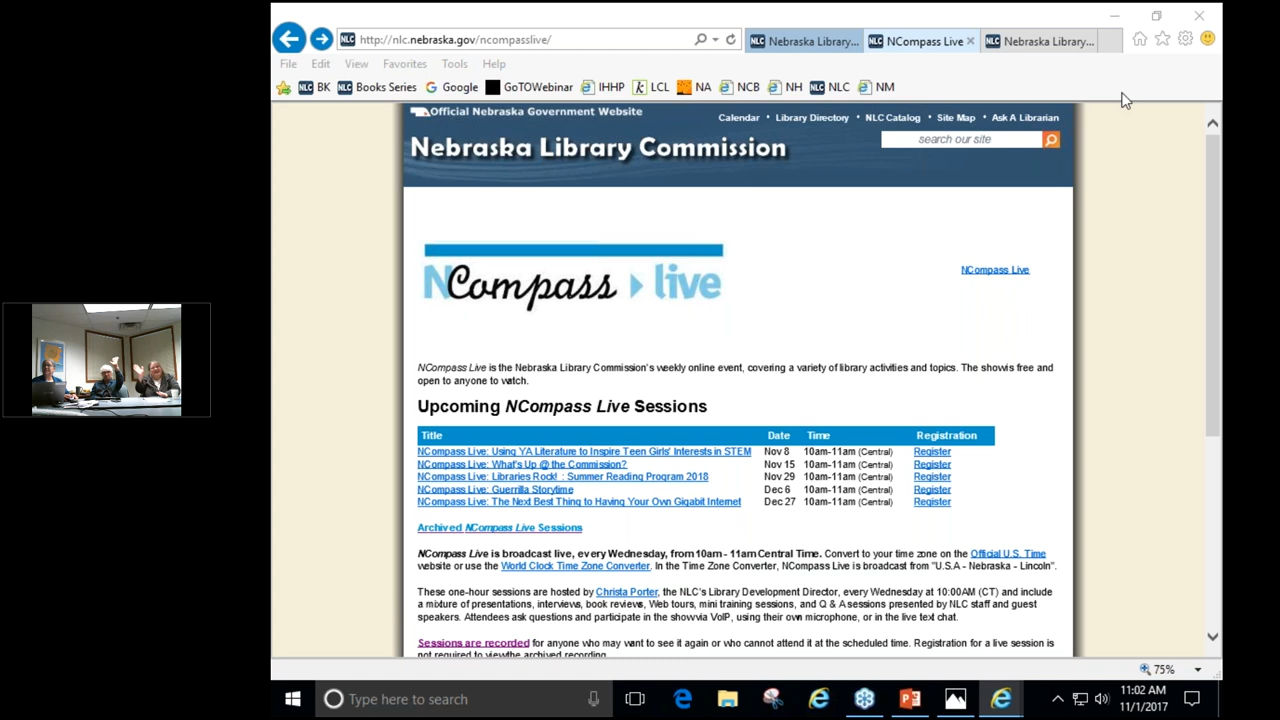 http://nlc.nebraska.gov/ncompasslive/
Nebraska Library...
NCompass Live
Nebraska Library...
File Edit View Favorites Tools Help
NLC BK NLC Books Series Google GoTOWebinar IHHP LCL NA NCB NH NLC NLC NM
Official Nebraska Government Website
Calendar • Library Directory • NLC Catalog • Site Map • Ask A Librarian
Nebraska Library Commission
search our site
NCompass live
NCompass Live
NCompass Live is the Nebraska Library Commission's weekly online event, covering a variety of library activities and topics. The show is free and
open to anyone to watch.
Upcoming NCompass Live Sessions
Title Date Time Registration
NCompass Live: Using YA Literature to Inspire Teen Girls' Interests in STEM Nov 8 10am-11am (Central) Register
NCompass Live: What's Up @ the Commission? Nov 15 10am-11am (Central) Register
NCompass Live: Libraries Rock! : Summer Reading Program 2018 Nov 29 10am-11am (Central) Register
NCompass Live: Guerrilla Storytime Dec 6 10am-11am (Central) Register
NCompass Live: The Next Best Thing to Having Your Own Gigabit Internet Dec 27 10am-11am (Central) Register
Archived NCompass Live Sessions
NCompass Live is broadcast live, every Wednesday, from 10am - 11am Central Time. Convert to your time zone on the Official U.S. Time
website or use the World Clock Time Zone Converter. In the Time Zone Converter, NCompass Live is broadcast from "U.S.A - Nebraska - Lincoln".
These one-hour sessions are hosted by Christa Porter, the NLC's Library Development Director, every Wednesday at 10:00AM (CT) and include
a mixture of presentations, interviews, book reviews, Web tours, mini training sessions, and Q & A sessions presented by NLC staff and guest
speakers. Attendees ask questions and participate in the show via VoIP, using their own microphone, or in the live text chat.
Sessions are recorded for anyone who may want to see it again or who cannot attend it at the scheduled time. Registration for a live session is
not required to view the archived recording.
75%
Type here to search
11:02 AM
11/1/2017